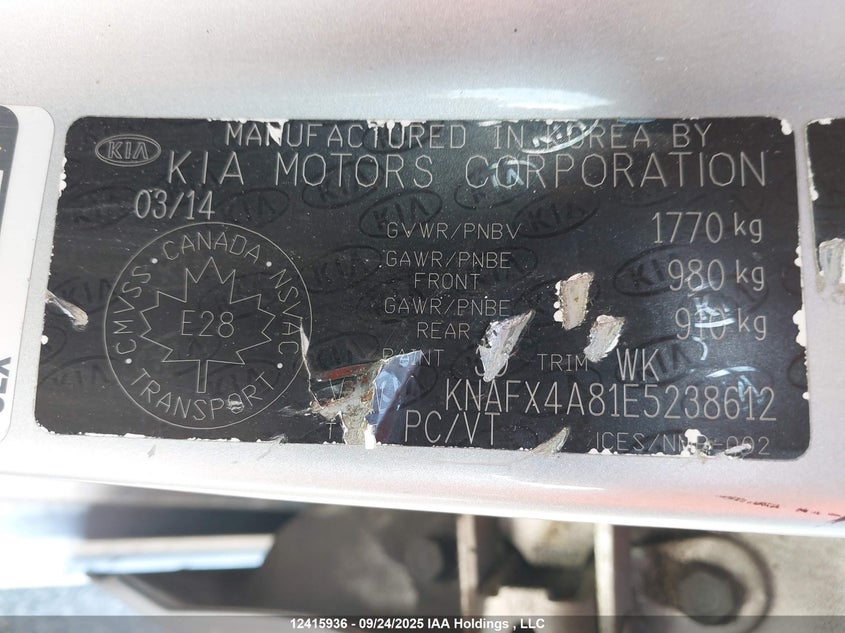 MANUFACTURED IN KOREA BY
KIA
KIA MOTORS CORPORATION
03/14
GVWR/PNBV 1770 kg
GAWR/PNBE FRONT 980 kg
GAWR/PNBE REAR 910 kg
CMVSS · CANADA · NSVAC
E28
TRANSPORT
PAINT TRIM WK
KNAFX4A81E5238612
PC/VT
12415936 - 09/24/2025 IAA Holdings , LLC